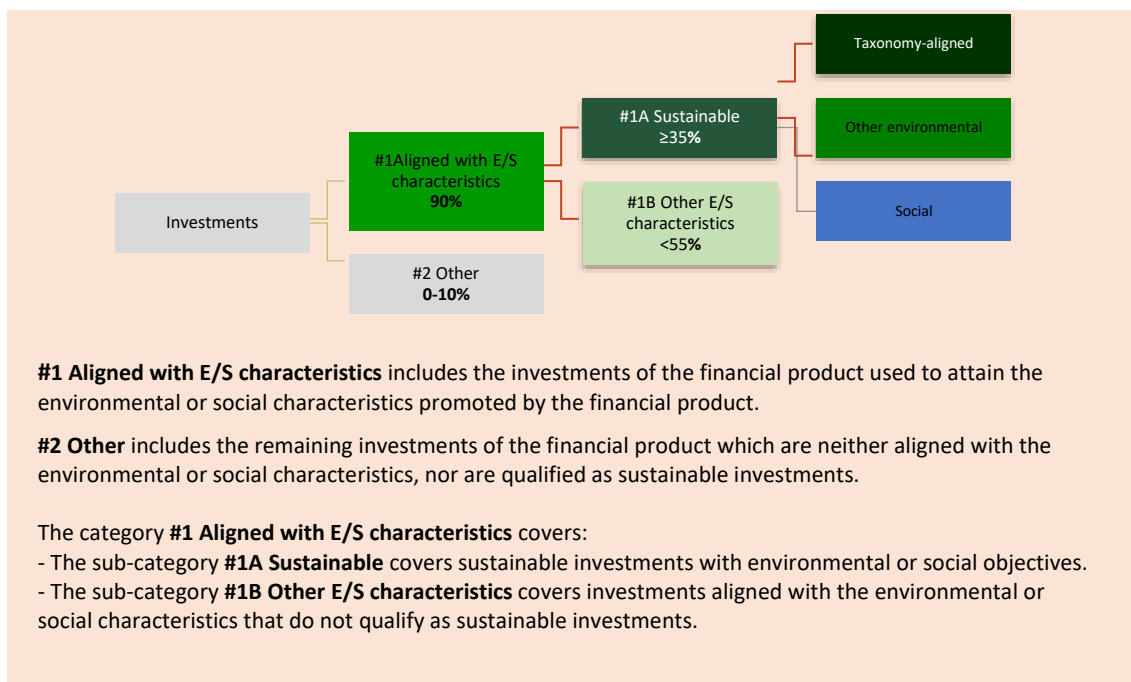 Taxonomy-aligned
#1A Sustainable
≥35%
Other environmental
#1Aligned with E/S
characteristics
90%
#1B Other E/S
characteristics
<55%
Social
Investments
#2 Other
0-10%
#1 Aligned with E/S characteristics includes the investments of the financial product used to attain the
environmental or social characteristics promoted by the financial product.
#2 Other includes the remaining investments of the financial product which are neither aligned with the
environmental or social characteristics, nor are qualified as sustainable investments.
The category #1 Aligned with E/S characteristics covers:
- The sub-category #1A Sustainable covers sustainable investments with environmental or social objectives.
- The sub-category #1B Other E/S characteristics covers investments aligned with the environmental or
social characteristics that do not qualify as sustainable investments.